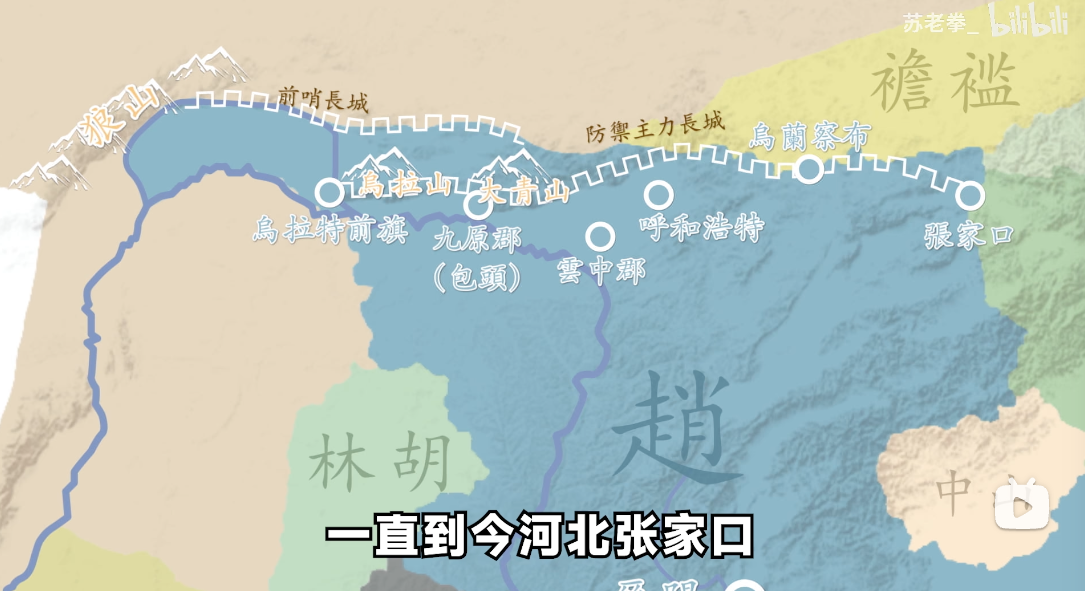 苏老拳_ bilibili
襜褴
狼山
前哨長城
防禦主力長城
烏蘭察布
烏拉山
大青山
烏拉特前旗
九原郡
(包頭)
雲中郡
呼和浩特
張家口
趙
林胡
中山
一直到今河北张家口